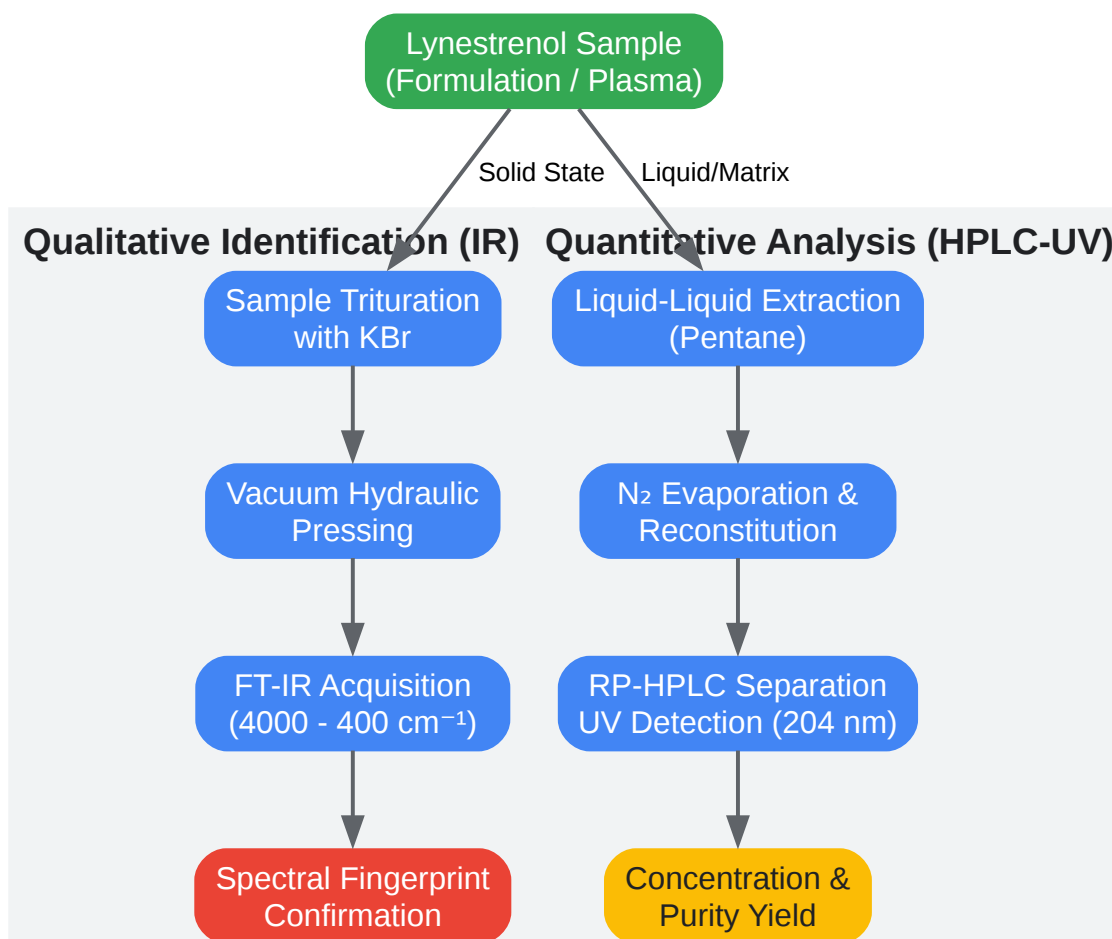 Lynestrenol Sample
(Formulation / Plasma)
Solid State
Liquid/Matrix
Qualitative Identification (IR)
Quantitative Analysis (HPLC-UV)
Sample Trituration
with KBr
Liquid-Liquid Extraction
(Pentane)
Vacuum Hydraulic
Pressing
N₂ Evaporation &
Reconstitution
FT-IR Acquisition
(4000 - 400 cm⁻¹)
RP-HPLC Separation
UV Detection (204 nm)
Spectral Fingerprint
Confirmation
Concentration &
Purity Yield